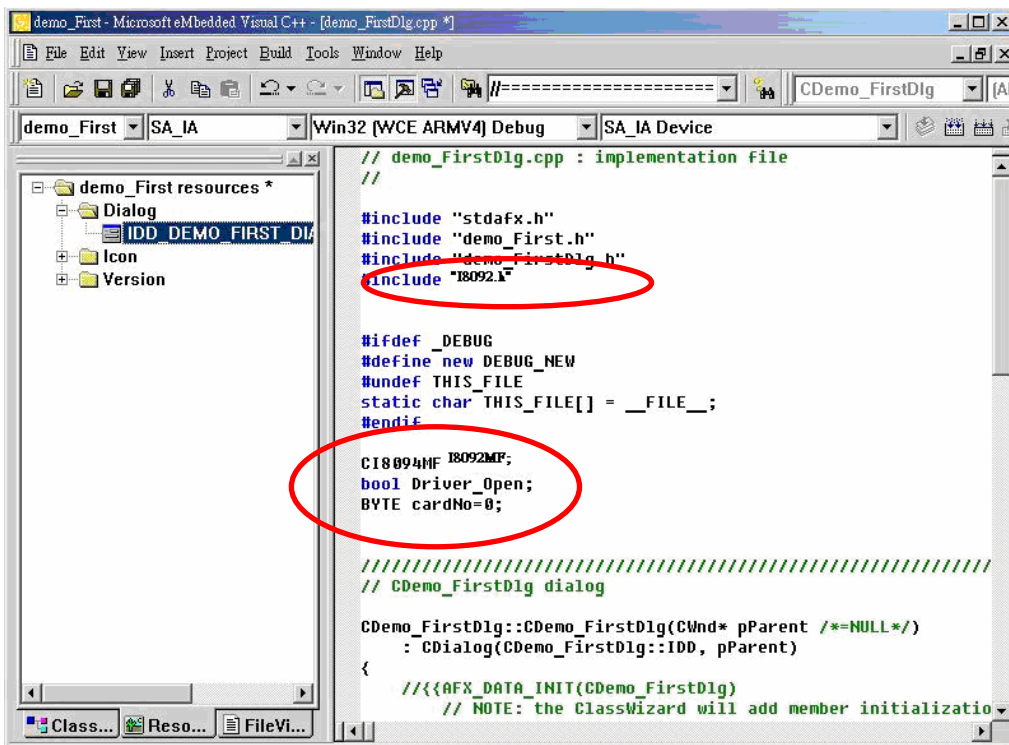 demo_First - Microsoft eMbedded Visual C++ - [demo_FirstDlg.cpp *]
File Edit View Insert Project Build Tools Window Help
//===================== CDemo_FirstDlg
demo_First SA_IA Win32 (WCE ARMV4) Debug SA_IA Device
demo_First resources *
Dialog
IDD_DEMO_FIRST_DIA
Icon
Version
Class... Reso... FileVi...
// demo_FirstDlg.cpp : implementation file
//
#include "stdafx.h"
#include "demo_First.h"
#include "demo_FirstDlg.h"
#include "I8092.h"
#ifdef _DEBUG
#define new DEBUG_NEW
#undef THIS_FILE
static char THIS_FILE[] = __FILE__;
#endif
CI8094MF I8092MF;
bool Driver_Open;
BYTE cardNo=0;
//////////////////////////////////////////////////////////////
// CDemo_FirstDlg dialog
CDemo_FirstDlg::CDemo_FirstDlg(CWnd* pParent /*=NULL*/)
: CDialog(CDemo_FirstDlg::IDD, pParent)
{
//{{AFX_DATA_INIT(CDemo_FirstDlg)
// NOTE: the ClassWizard will add member initializatio